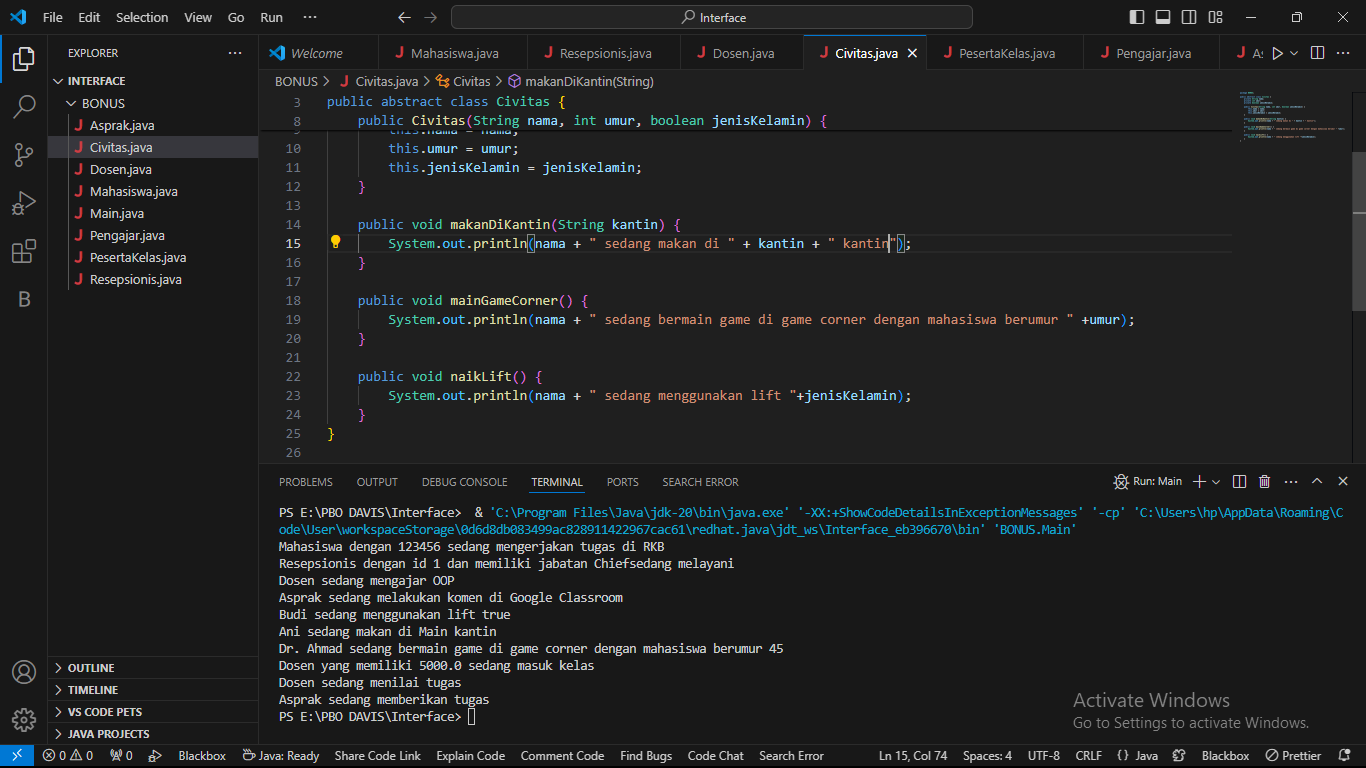 File Edit Selection View Go Run ··· Interface
EXPLORER ···
Welcome Mahasiswa.java Resepsionis.java Dosen.java Civitas.java PesertaKelas.java Pengajar.java As ···
INTERFACE
BONUS
Asprak.java
Civitas.java
Dosen.java
Mahasiswa.java
Main.java
Pengajar.java
PesertaKelas.java
Resepsionis.java
B
OUTLINE
TIMELINE
VS CODE PETS
JAVA PROJECTS
BONUS > Civitas.java > Civitas > makanDiKantin(String)
3 public abstract class Civitas {
8 public Civitas(String nama, int umur, boolean jenisKelamin) {
9 this.nama = nama;
10 this.umur = umur;
11 this.jenisKelamin = jenisKelamin;
12 }
13
14 public void makanDiKantin(String kantin) {
15 System.out.println(nama + " sedang makan di " + kantin + " kantin");
16 }
17
18 public void mainGameCorner() {
19 System.out.println(nama + " sedang bermain game di game corner dengan mahasiswa berumur " +umur);
20 }
21
22 public void naikLift() {
23 System.out.println(nama + " sedang menggunakan lift "+jenisKelamin);
24 }
25 }
26
PROBLEMS OUTPUT DEBUG CONSOLE TERMINAL PORTS SEARCH ERROR Run: Main ···
PS E:\PBO DAVIS\Interface> & 'C:\Program Files\Java\jdk-20\bin\java.exe' '-XX:+ShowCodeDetailsInExceptionMessages' '-cp' 'C:\Users\hp\AppData\Roaming\C
ode\User\workspaceStorage\0d6d8db083499ac828911422967cac61\redhat.java\jdt_ws\Interface_eb396670\bin' 'BONUS.Main'
Mahasiswa dengan 123456 sedang mengerjakan tugas di RKB
Resepsionis dengan id 1 dan memiliki jabatan Chiefsedang melayani
Dosen sedang mengajar OOP
Asprak sedang melakukan komen di Google Classroom
Budi sedang menggunakan lift true
Ani sedang makan di Main kantin
Dr. Ahmad sedang bermain game di game corner dengan mahasiswa berumur 45
Dosen yang memiliki 5000.0 sedang masuk kelas
Dosen sedang menilai tugas
Asprak sedang memberikan tugas
PS E:\PBO DAVIS\Interface>
Activate Windows
Go to Settings to activate Windows.
0 0 0 Blackbox Java: Ready Share Code Link Explain Code Comment Code Find Bugs Code Chat Search Error Ln 15, Col 74 Spaces: 4 UTF-8 CRLF {} Java Blackbox Prettier